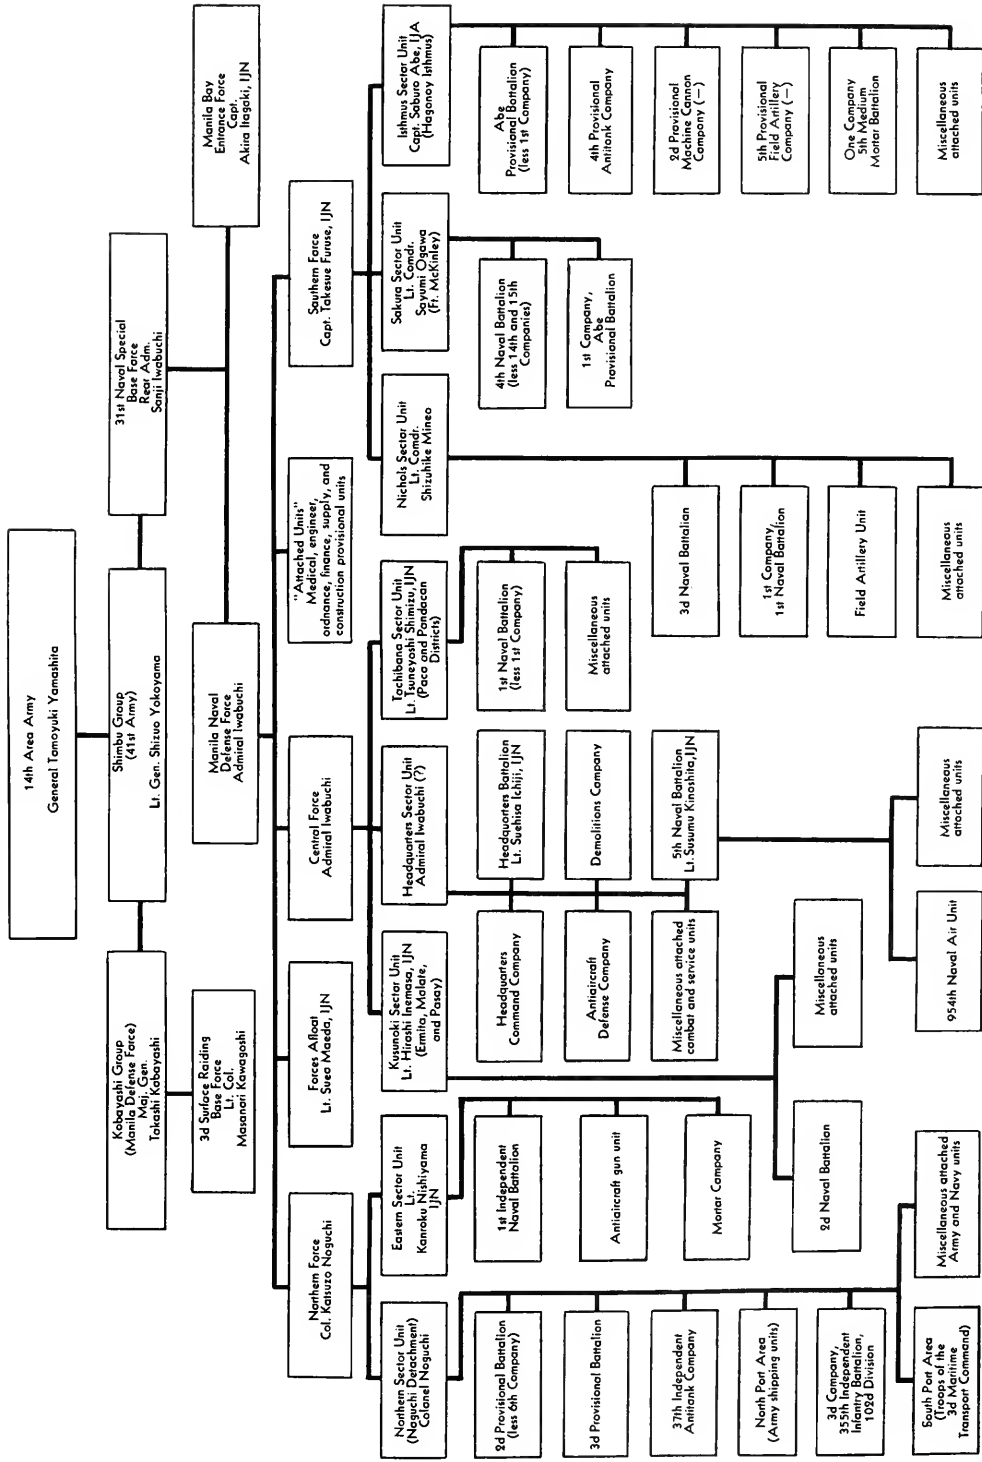 14th Area Army
General Tomoyuki Yamashita
Kobayashi Group
(Manila Defense Force)
Maj. Gen.
Takashi Kobayashi
Shimbu Group
(41st Army)
Lt. Gen. Shizuo Yokoyama
31st Naval Special
Base Force
Rear Adm.
Sanji Iwabuchi
3d Surface Raiding
Base Force
Lt. Col.
Masanari Kawagoshi
Manila Naval
Defense Force
Admiral Iwabuchi
Manila Bay
Entrance Force
Capt.
Akira Itagaki, IJN
Northern Force
Col. Katsuzo Noguchi
Forces Afloat
Lt. Sueo Maeda, IJN
Central Force
Admiral Iwabuchi
"Attached Units"
Medical, engineer,
ordnance, finance, supply, and
construction provisional units
Southern Force
Capt. Takesue Furuse, IJN
Northern Sector Unit
(Noguchi Detachment)
Colonel Noguchi
Eastern Sector Unit
Lt.
Kanroku Nishiyama
IJN
Kusunoki Sector Unit
Lt. Hiroshi Inemasa, IJN
(Ermita, Malate,
and Pasay)
Headquarters Sector Unit
Admiral Iwabuchi (?)
Tachibana Sector Unit
Lt. Tsuneyoshi Shimizu, IJN
(Paco and Pandacan
Districts)
Nichols Sector Unit
Lt. Comdr.
Shizuhike Mineo
Sakura Sector Unit
Lt. Comdr.
Sayumi Ogawa
(Ft. McKinley)
Isthmus Sector Unit
Capt. Saburo Abe, IJA
(Hagonoy Isthmus)
2d Provisional Battalion
(less 6th Company)
3d Provisional Battalion
37th Independent
Antitank Company
North Port Area
(Army shipping units)
3d Company,
355th Independent
Infantry Battalion,
102d Division
South Port Area
(Troops of the
3d Maritime
Transport Command)
Miscellaneous attached
Army and Navy units
1st Independent
Naval Battalion
Antiaircraft gun unit
Mortar Company
2d Naval Battalion
Miscellaneous
attached units
Headquarters
Command Company
Antiaircraft
Defense Company
Miscellaneous attached
combat and service units
Headquarters Battalion
Lt. Suehisa Ichiji, IJN
Demolitions Company
5th Naval Battalion
Lt. Susumu Kinoshita, IJN
954th Naval Air Unit
Miscellaneous
attached units
1st Naval Battalion
(less 1st Company)
Miscellaneous
attached units
3d Naval Battalian
1st Company,
1st Naval Battalion
Field Artillery Unit
Miscellaneous
attached units
4th Naval Battalion
(less 14th and 15th
Companies)
1st Company,
Abe
Provisional Battalion
Abe
Provisional Battalion
(less 1st Company)
4th Provisional
Antitank Company
2d Provisional
Machine Cannon
Company (—)
5th Provisional
Field Artillery
Company (—)
One Company
5th Medium
Mortar Battalion
Miscellaneous
attached units